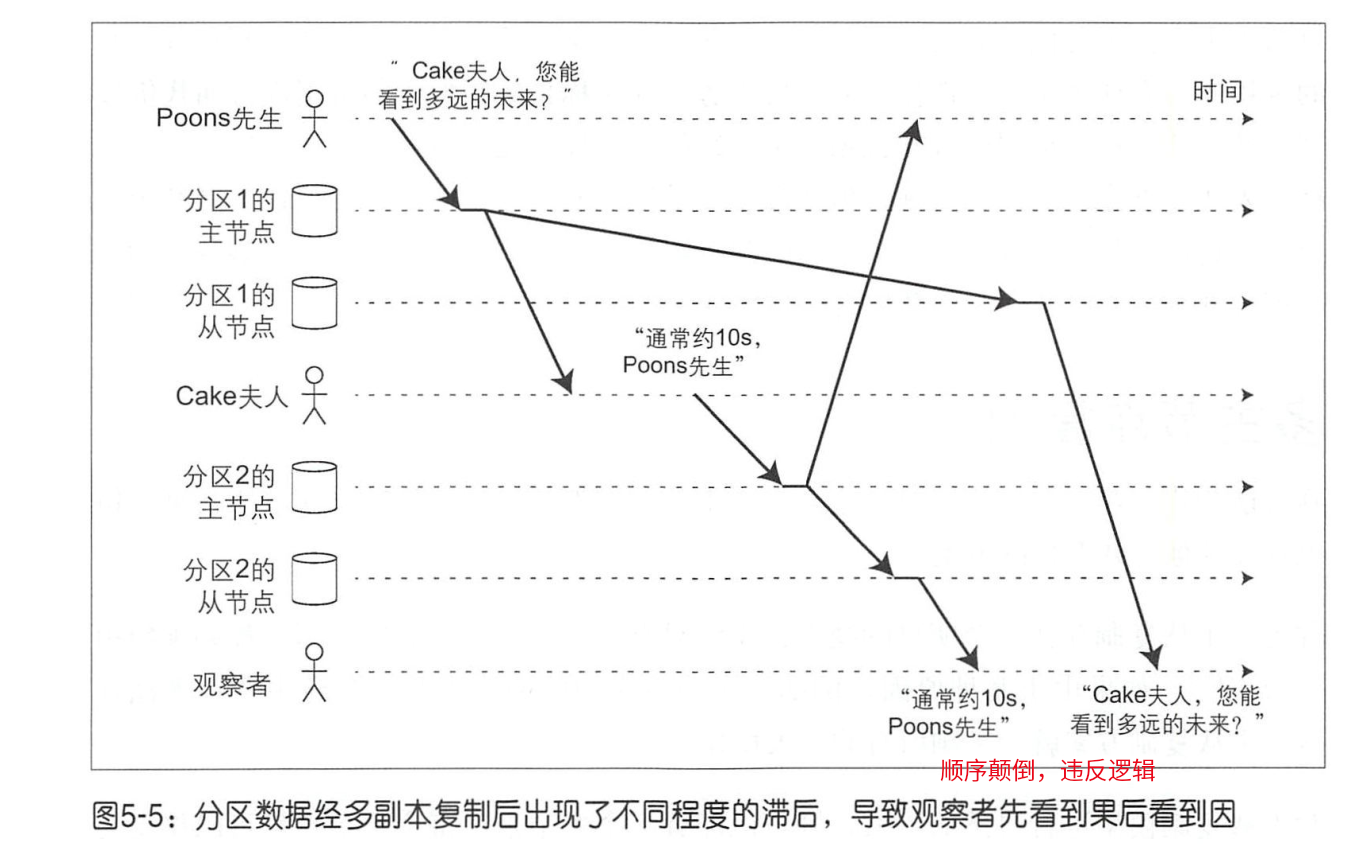 “ Cake夫人，您能
看到多远的未来？”
时间
Poons先生
分区1的
主节点
分区1的
从节点
“通常约10s，
Poons先生”
Cake夫人
分区2的
主节点
分区2的
从节点
观察者
“通常约10s，
Poons先生”
“Cake夫人，您能
看到多远的未来？”
顺序颠倒，违反逻辑
图5-5：分区数据经多副本复制后出现了不同程度的滞后，导致观察者先看到果后看到因